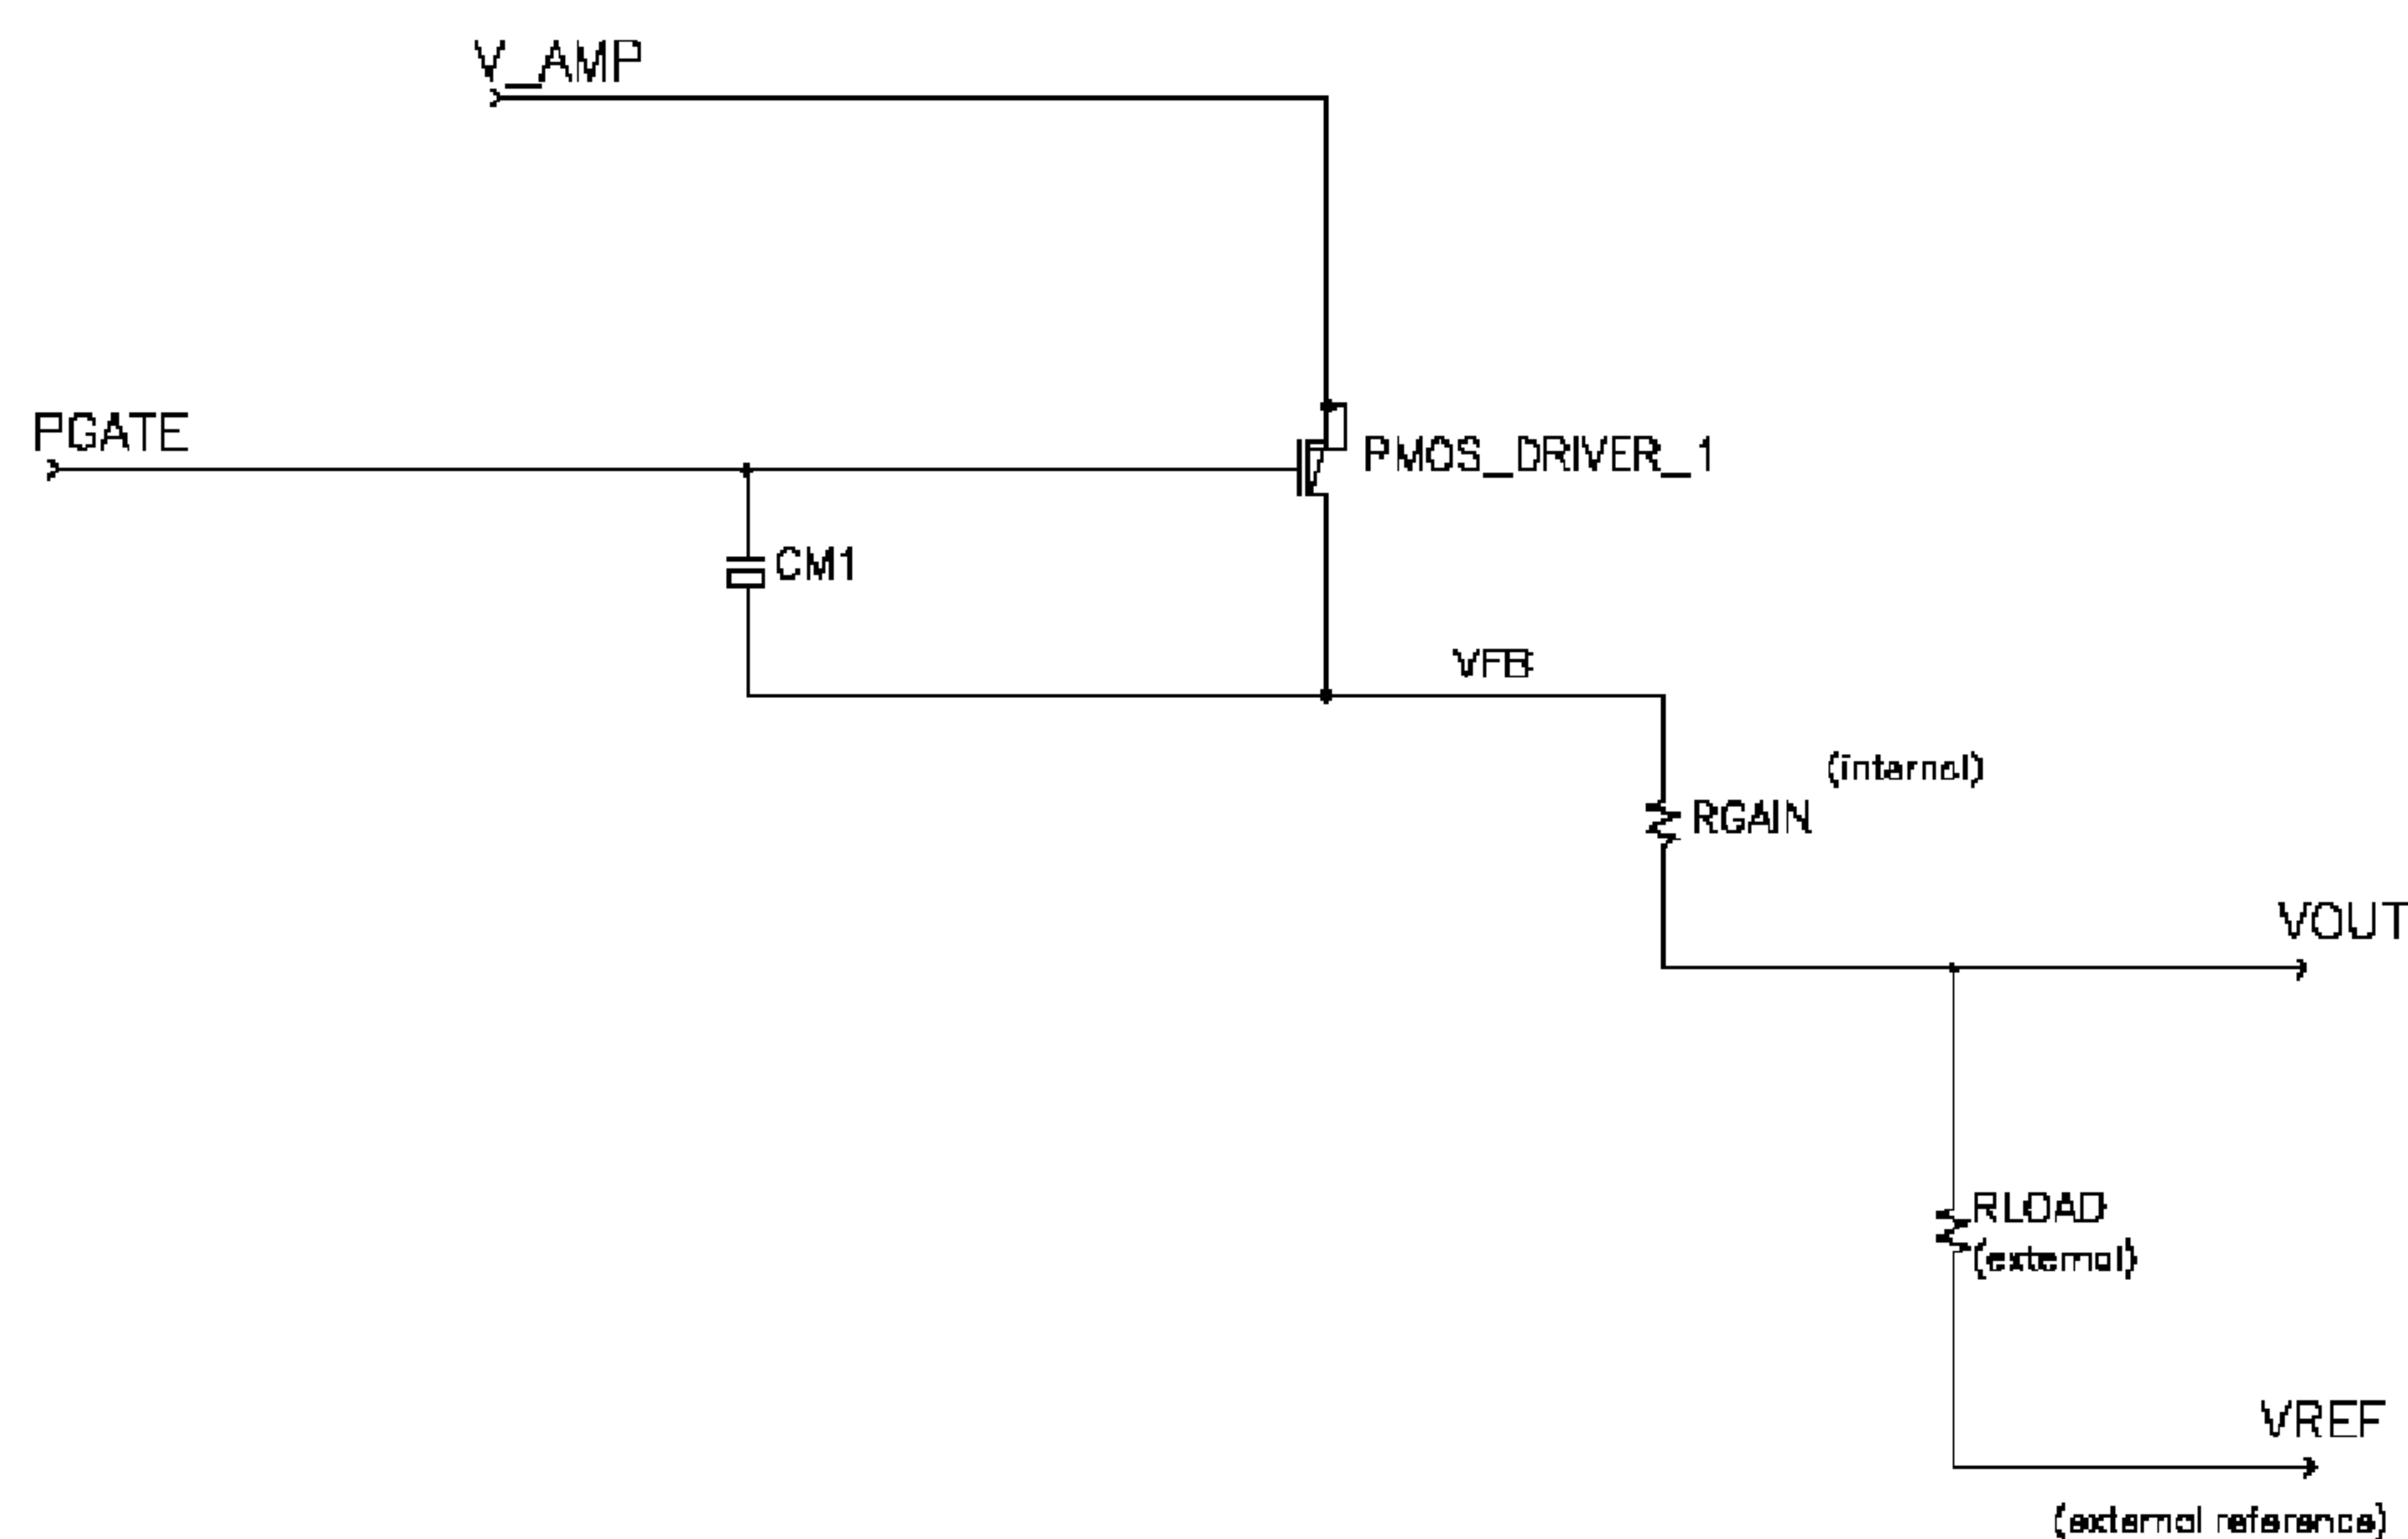 V_AMP
PGATE
PMOS_DRIVER_1
CM1
VFB
(internal)
RGAIN
VOUT
RLOAD
(external)
VREF
(external reference)